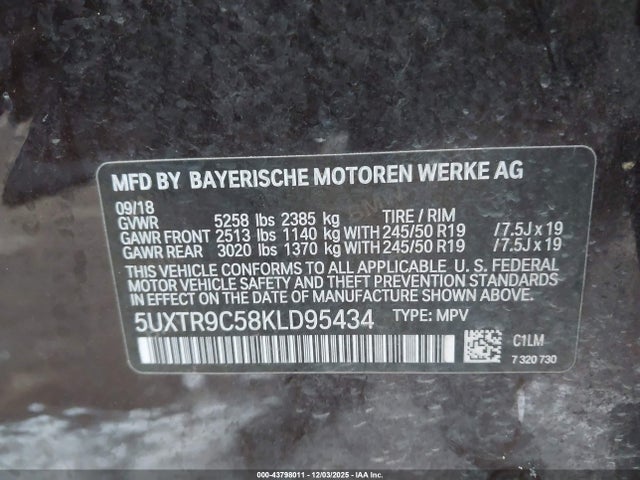 MFD BY BAYERISCHE MOTOREN WERKE AG
09/18
GVWR 5258 lbs 2385 kg TIRE / RIM
GAWR FRONT 2513 lbs 1140 kg WITH 245/50 R19 / 7.5J x 19
GAWR REAR 3020 lbs 1370 kg WITH 245/50 R19 / 7.5J x 19
THIS VEHICLE CONFORMS TO ALL APPLICABLE U. S. FEDERAL
MOTOR VEHICLE SAFETY, BUMPER, AND THEFT PREVENTION
STANDARDS IN EFFECT ON THE DATE OF MANUFACTURE SHOWN ABOVE.
5UXTR9C58KLD95434 TYPE: MPV
C1LM
7 320 730
000-43798011 - 12/03/2025 - IAA Inc.